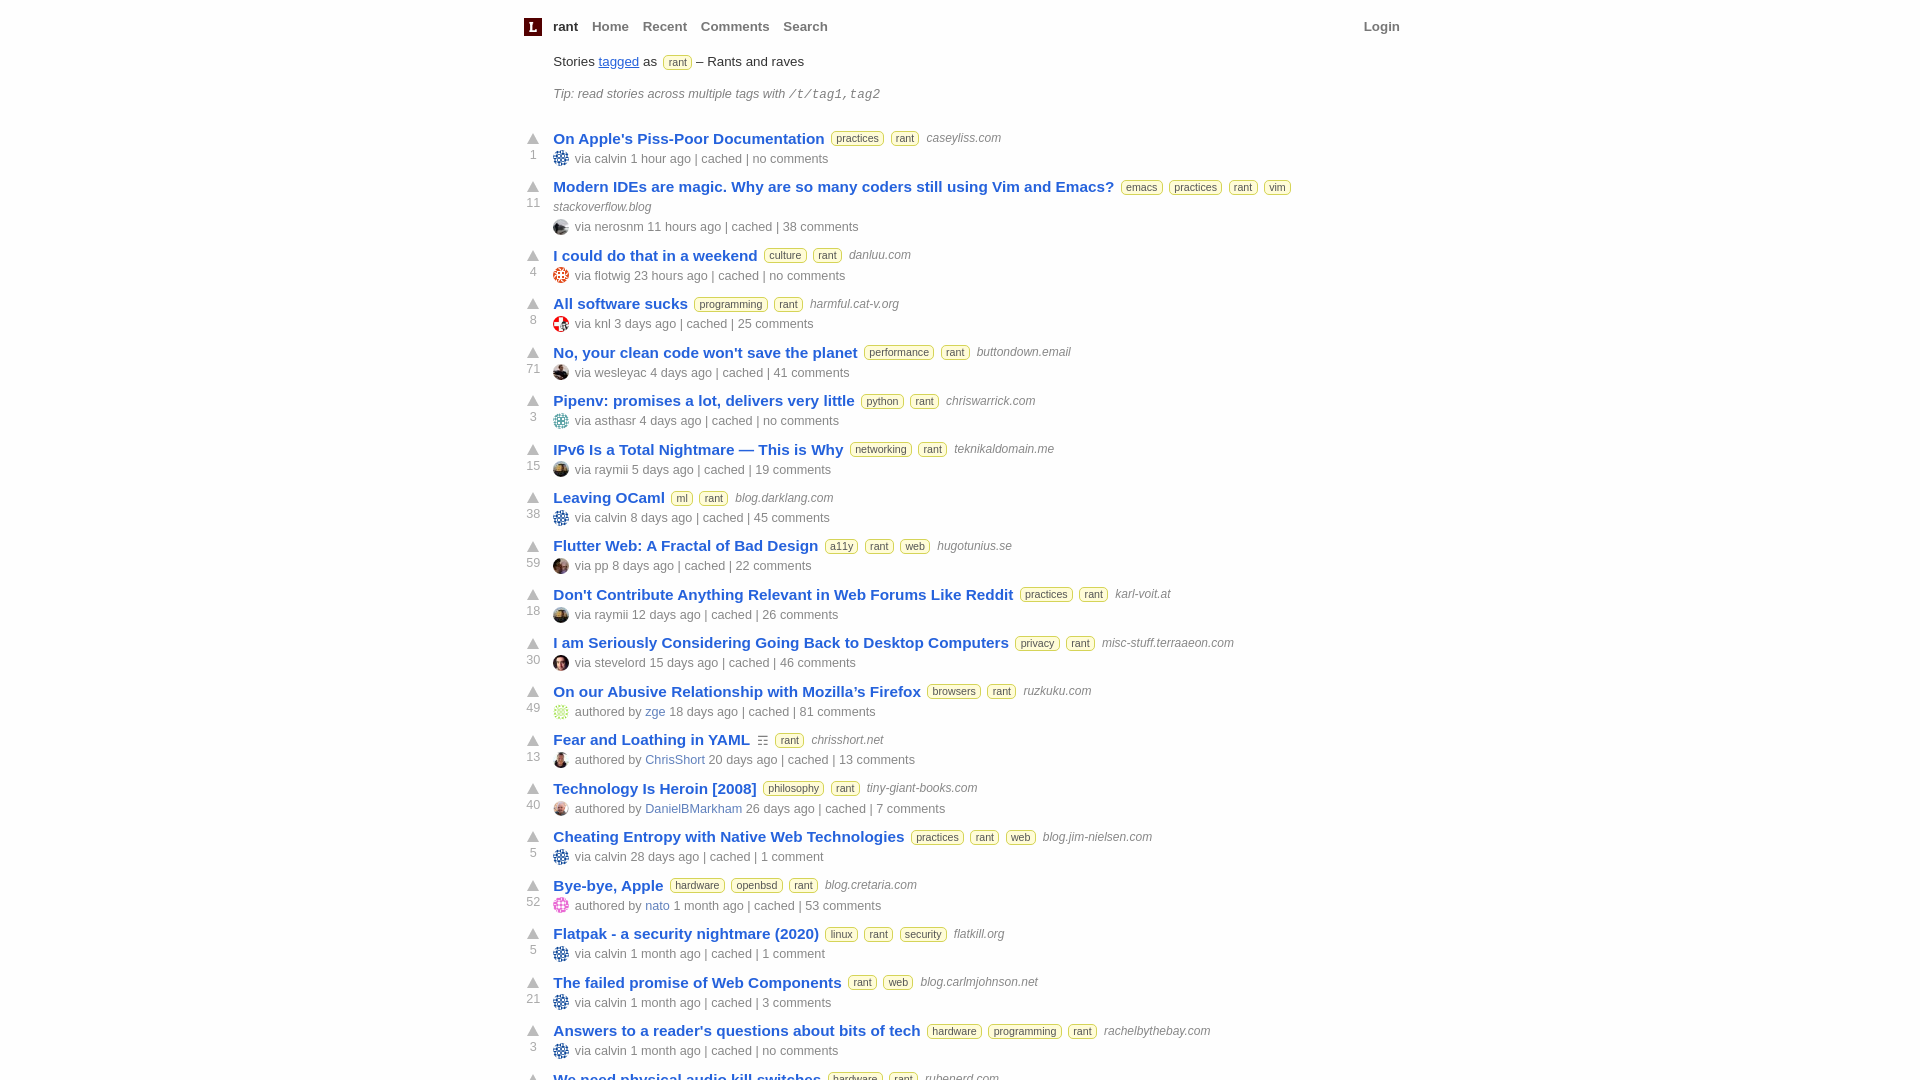 L rant Home Recent Comments Search Login
Stories tagged as rant – Rants and raves
Tip: read stories across multiple tags with /t/tag1,tag2
On Apple's Piss-Poor Documentation practices rant caseyliss.com
1 via calvin 1 hour ago | cached | no comments
Modern IDEs are magic. Why are so many coders still using Vim and Emacs? emacs practices rant vim
11 stackoverflow.blog
via nerosnm 11 hours ago | cached | 38 comments
I could do that in a weekend culture rant danluu.com
4 via flotwig 23 hours ago | cached | no comments
All software sucks programming rant harmful.cat-v.org
8 via knl 3 days ago | cached | 25 comments
No, your clean code won't save the planet performance rant buttondown.email
71 via wesleyac 4 days ago | cached | 41 comments
Pipenv: promises a lot, delivers very little python rant chriswarrick.com
3 via asthasr 4 days ago | cached | no comments
IPv6 Is a Total Nightmare — This is Why networking rant teknikaldomain.me
15 via raymii 5 days ago | cached | 19 comments
Leaving OCaml ml rant blog.darklang.com
38 via calvin 8 days ago | cached | 45 comments
Flutter Web: A Fractal of Bad Design a11y rant web hugotunius.se
59 via pp 8 days ago | cached | 22 comments
Don't Contribute Anything Relevant in Web Forums Like Reddit practices rant karl-voit.at
18 via raymii 12 days ago | cached | 26 comments
I am Seriously Considering Going Back to Desktop Computers privacy rant misc-stuff.terraaeon.com
30 via stevelord 15 days ago | cached | 46 comments
On our Abusive Relationship with Mozilla’s Firefox browsers rant ruzkuku.com
49 authored by zge 18 days ago | cached | 81 comments
Fear and Loathing in YAML ☶ rant chrisshort.net
13 authored by ChrisShort 20 days ago | cached | 13 comments
Technology Is Heroin [2008] philosophy rant tiny-giant-books.com
40 authored by DanielBMarkham 26 days ago | cached | 7 comments
Cheating Entropy with Native Web Technologies practices rant web blog.jim-nielsen.com
5 via calvin 28 days ago | cached | 1 comment
Bye-bye, Apple hardware openbsd rant blog.cretaria.com
52 authored by nato 1 month ago | cached | 53 comments
Flatpak - a security nightmare (2020) linux rant security flatkill.org
5 via calvin 1 month ago | cached | 1 comment
The failed promise of Web Components rant web blog.carlmjohnson.net
21 via calvin 1 month ago | cached | 3 comments
Answers to a reader's questions about bits of tech hardware programming rant rachelbythebay.com
3 via calvin 1 month ago | cached | no comments
We need physical audio kill switches hardware rant rubenerd.com